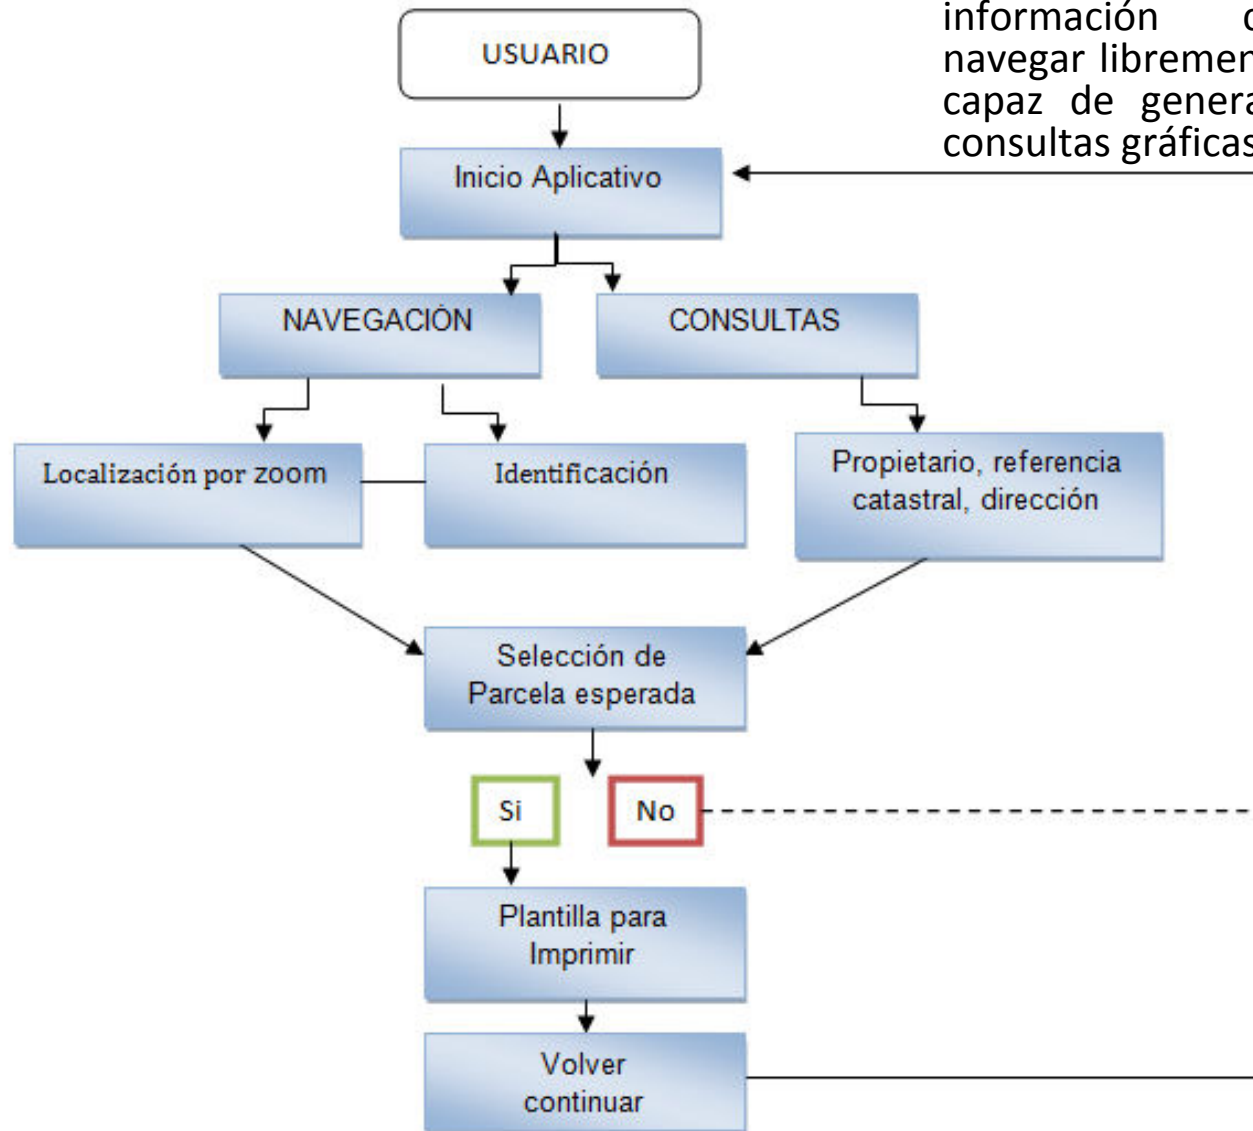 información
navegar libremen
capaz de genera
consultas gráficas
USUARIO
Inicio Aplicativo
NAVEGACIÓN
CONSULTAS
Localización por zoom
Identificación
Propietario, referencia
catastral, dirección
Selección de
Parcela esperada
Si
No
Plantilla para
Imprimir
Volver
continuar